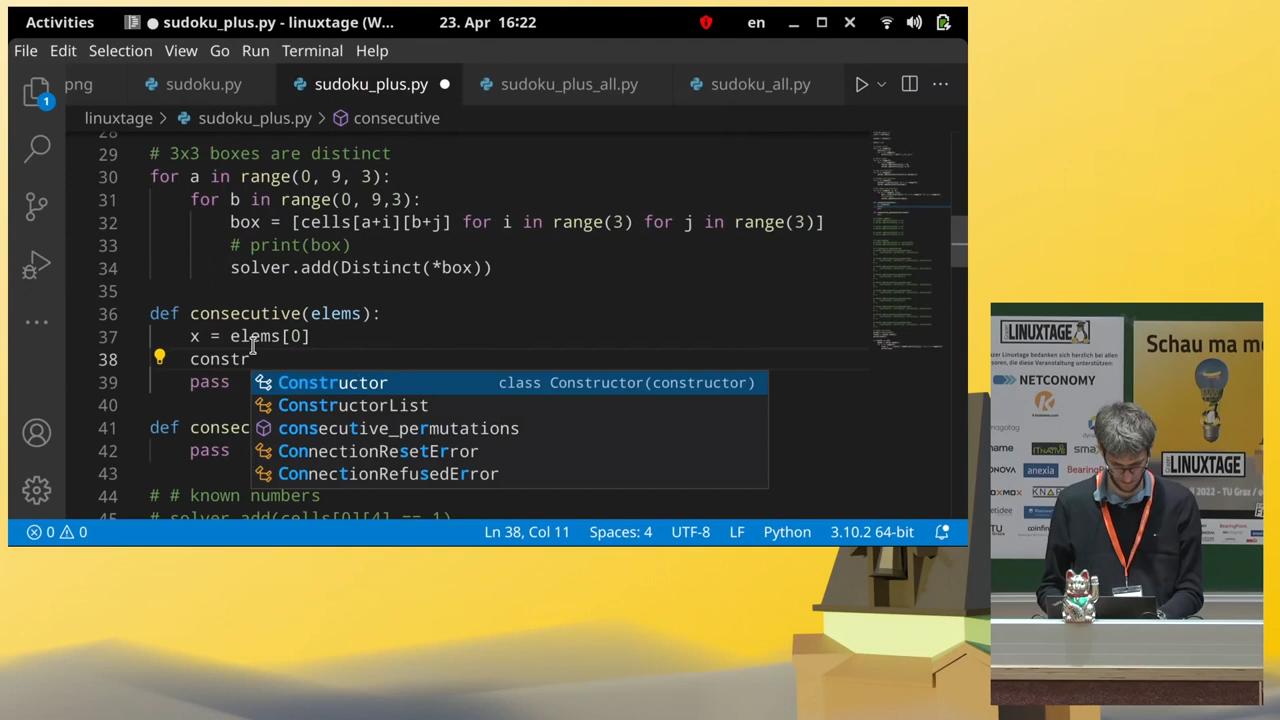 Activities
sudoku_plus.py - linuxtage (W...
23. Apr 16:22
en
File Edit Selection View Go Run Terminal Help
png
sudoku.py
sudoku_plus.py
sudoku_plus_all.py
sudoku_all.py
1
linuxtage > sudoku_plus.py > consecutive
28
29 # 3x3 boxes are distinct
30 for a in range(0, 9, 3):
31 for b in range(0, 9,3):
32 box = [cells[a+i][b+j] for i in range(3) for j in range(3)]
33 # print(box)
34 solver.add(Distinct(*box))
35
36 def consecutive(elems):
37 x = elems[0]
38 constr
39 pass
40
41 def consec
42 pass
43
44 # # known numbers
45 # solver.add(cells[0][4] == 1)
Constructor class Constructor(constructor)
ConstructorList
consecutive_permutations
ConnectionResetError
ConnectionRefusedError
0 0
Ln 38, Col 11
Spaces: 4
UTF-8
LF
Python
3.10.2 64-bit
LINUXTAGE
Schau ma m
NETCONOMY
anexia
LINUXTAGE
2022 - TU Graz